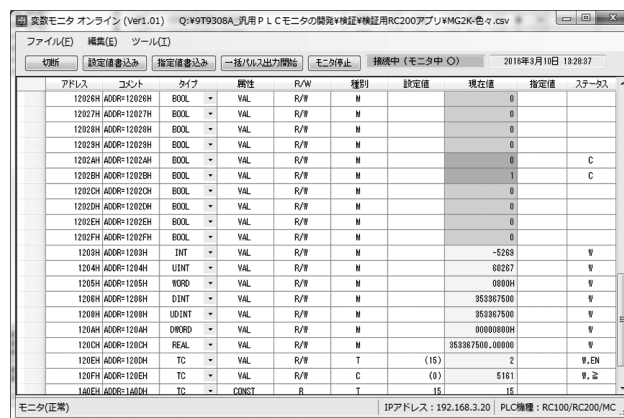 変数モニタ オンライン (Ver1.01) Q:¥9T9308A_汎用ＰＬＣモニタの開発¥検証¥検証用RC200アプリ¥MG2K-色々.csv
ファイル(F) 編集(E) ツール(T)
切断 設定値書込み 指定値書込み 一括パルス出力開始 モニタ停止 接続中（モニタ中 〇） 2016年3月10日 13:28:37
アドレス コメント タイプ 属性 R/W 種別 設定値 現在値 指定値 ステータス
12026H ADDR=12026H BOOL VAL R/W M 0
12027H ADDR=12027H BOOL VAL R/W M 0
12028H ADDR=12028H BOOL VAL R/W M 0
12029H ADDR=12029H BOOL VAL R/W M 0
1202AH ADDR=1202AH BOOL VAL R/W M 0 C
1202BH ADDR=1202BH BOOL VAL R/W M 1 C
1202CH ADDR=1202CH BOOL VAL R/W M 0
1202DH ADDR=1202DH BOOL VAL R/W M 0
1202EH ADDR=1202EH BOOL VAL R/W M 0
1202FH ADDR=1202FH BOOL VAL R/W M 0
1203H ADDR=1203H INT VAL R/W M -5269 W
1204H ADDR=1204H UINT VAL R/W M 60267 W
1205H ADDR=1205H WORD VAL R/W M 0800H W
1206H ADDR=1206H DINT VAL R/W M 353367500 W
1208H ADDR=1208H UDINT VAL R/W M 353367500 W
120AH ADDR=120AH DWORD VAL R/W M 00000800H W
120CH ADDR=120CH REAL VAL R/W M 353367500.00000 W
120EH ADDR=120DH TC VAL R/W T (15) 2 W,EN
120FH ADDR=120EH TC VAL R/W C (0) 5161 W,≧
1A0EH ADDR=1A0DH TC CONST R T 15 15
モニタ(正常) IPアドレス：192.168.3.20 PLC機種：RC100/RC200/MC